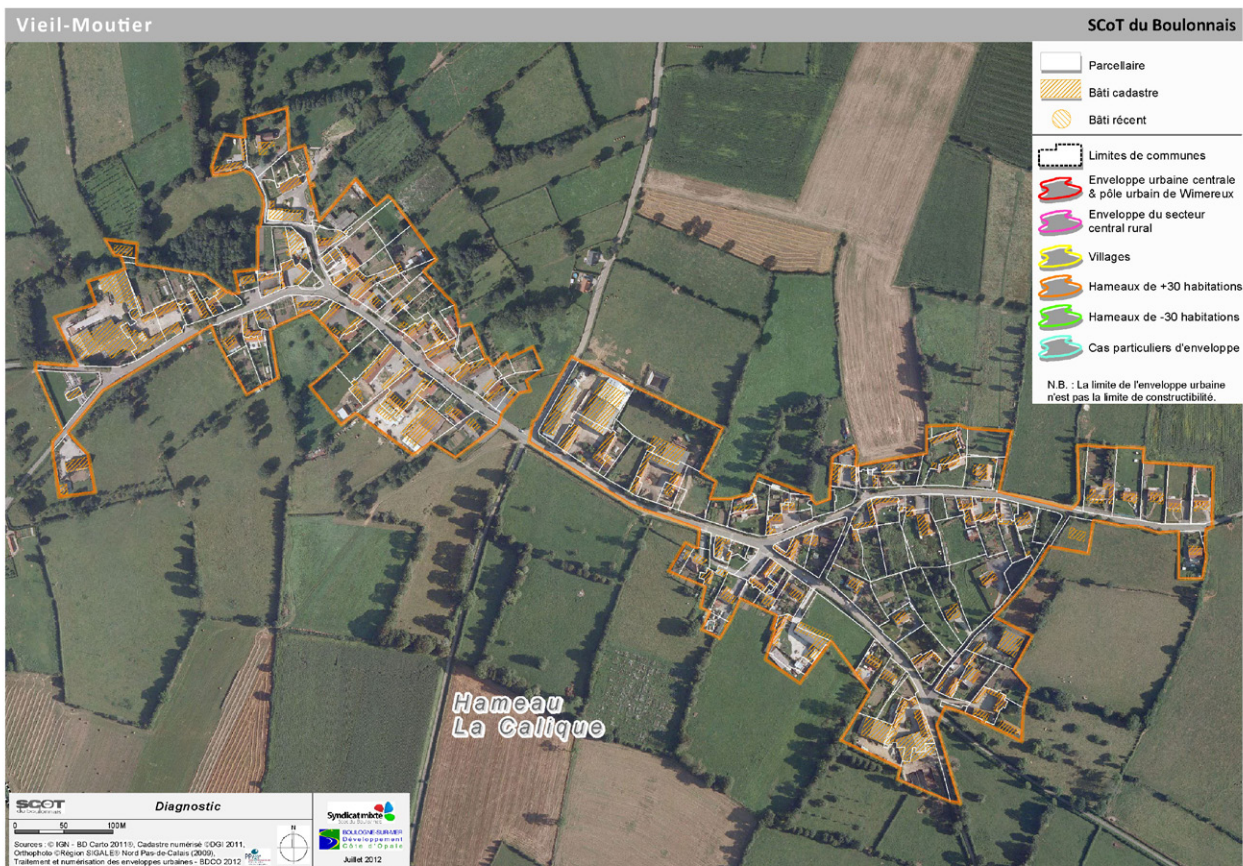 Vieil-Moutier
SCoT du Boulonnais
Parcellaire
Bâti cadastre
Bâti récent
Limites de communes
Enveloppe urbaine centrale
& pôle urbain de Wimereux
Enveloppe du secteur
central rural
Villages
Hameaux de +30 habitations
Hameaux de -30 habitations
Cas particuliers d'enveloppe
N.B. : La limite de l'enveloppe urbaine
n'est pas la limite de constructibilité.
Hameau
La Calique
SCOT
du boulonnais
Diagnostic
0 50 100M
Sources : © IGN - BD Carto 2011®, Cadastre numérisé ©DGI 2011,
Orthophoto ©Région SIGALE® Nord Pas-de-Calais (2009),
Traitement et numérisation des enveloppes urbaines - BDCO 2012
N
Syndicat mixte
BOULOGNE-SUR-MER
Développement
Côte d'Opale
Juillet 2012